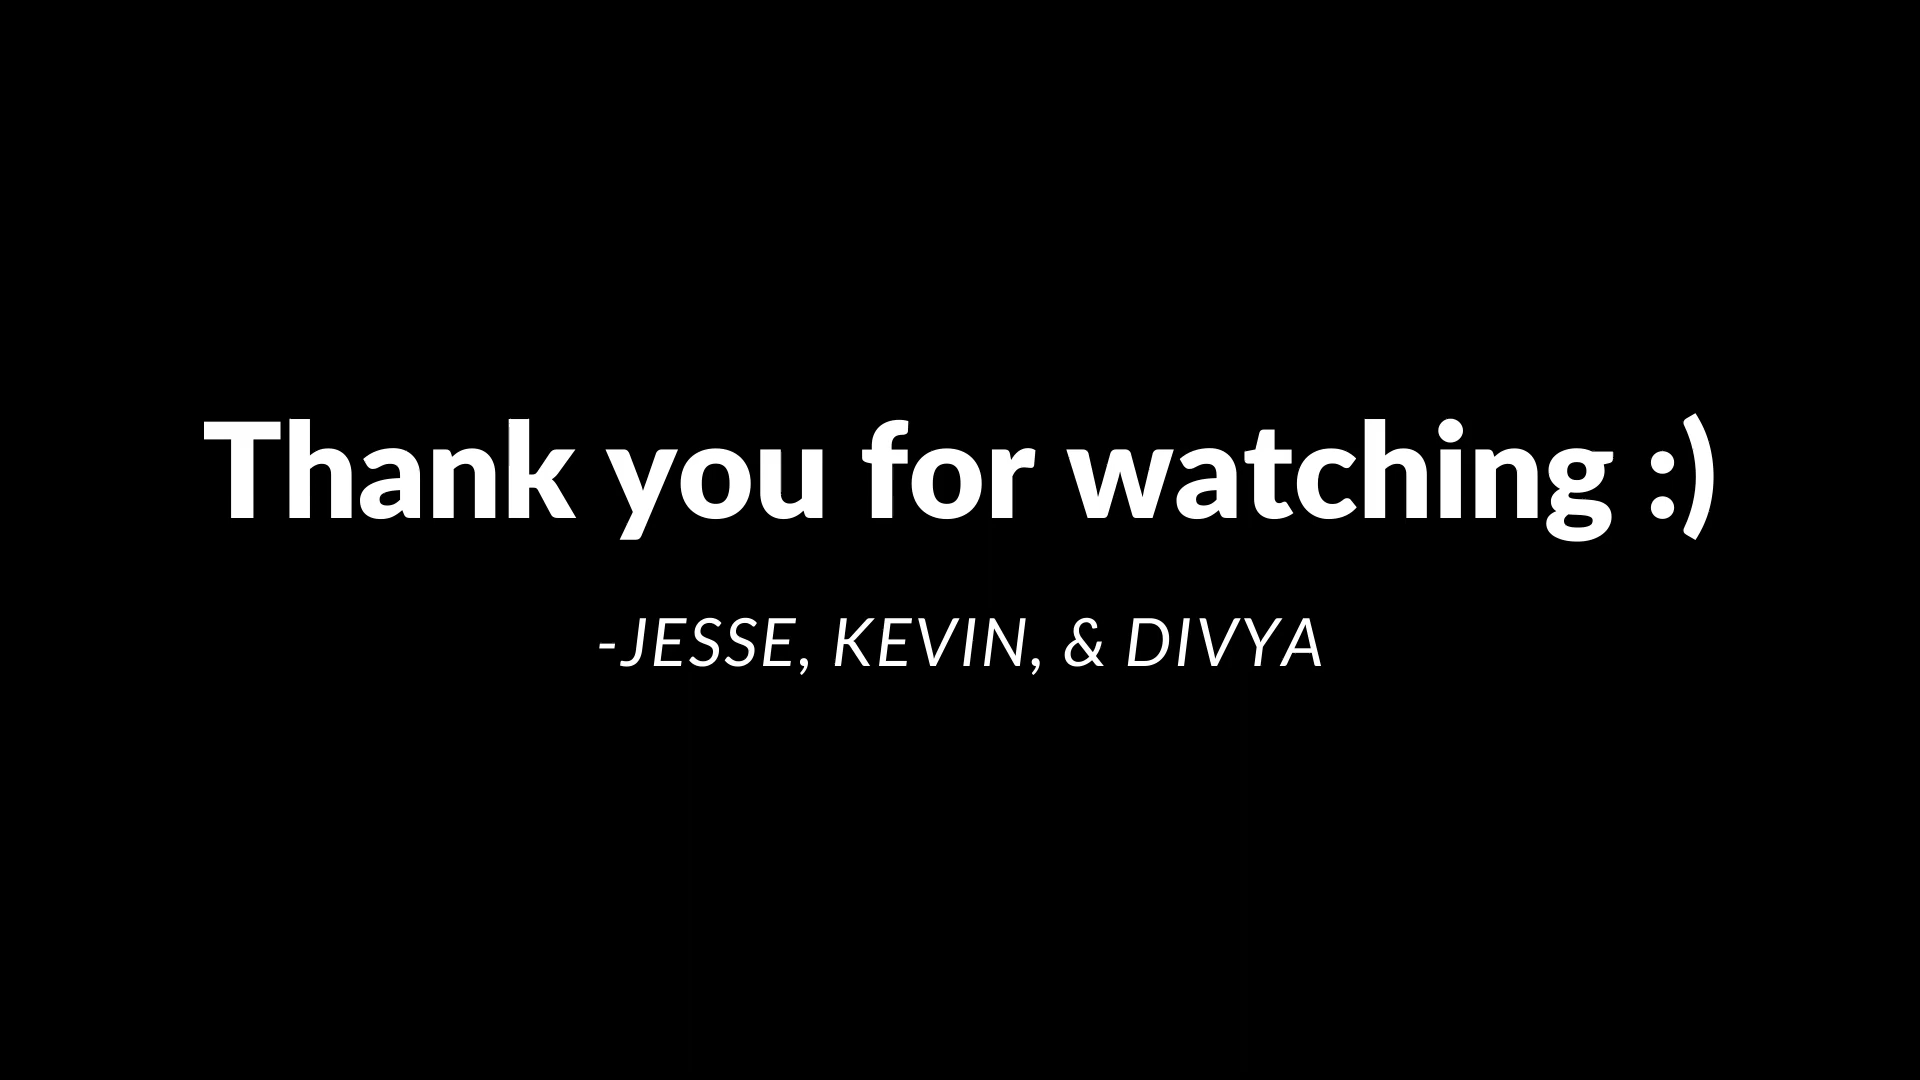 Thank you for watching :)
-JESSE, KEVIN, & DIVYA